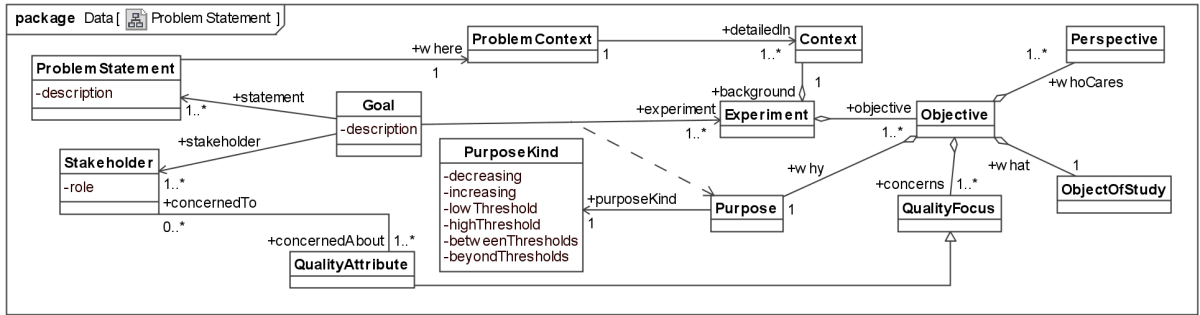 package Data [ Problem Statement ]
ProblemStatement
-description
+where
1
ProblemContext
1
+detailedIn
1..*
Context
1
+background
Perspective
1..*
+whoCares
1..*
+statement
Goal
-description
+experiment
1..*
Experiment
+objective
1..*
Objective
+stakeholder
Stakeholder
-role
1..*
+concernedTo
0..*
PurposeKind
-decreasing
-increasing
-lowThreshold
-highThreshold
-betweenThresholds
-beyondThresholds
+purposeKind
1
Purpose
1
+why
+concerns
1..*
QualityFocus
+what
1
ObjectOfStudy
+concernedAbout
1..*
QualityAttribute